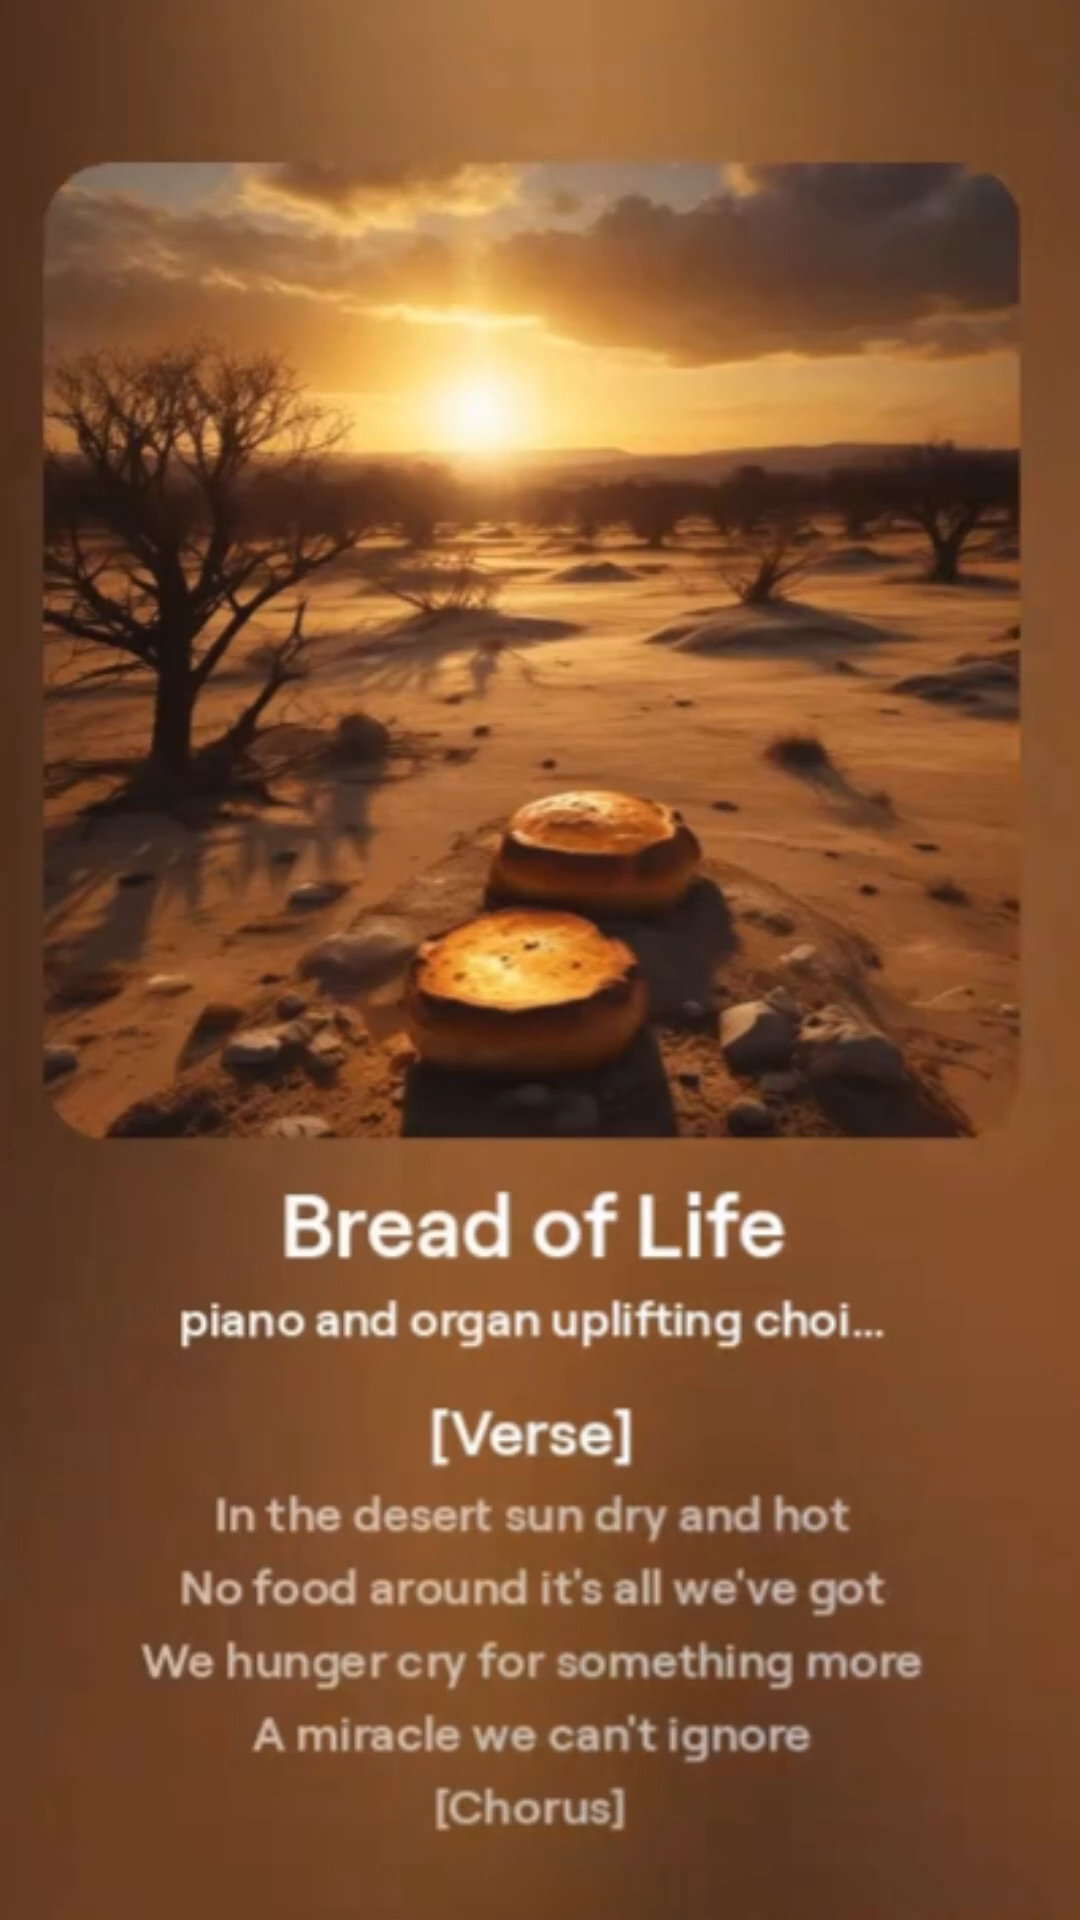 Bread of Life
piano and organ uplifting choi...
[Verse]
In the desert sun dry and hot
No food around it's all we've got
We hunger cry for something more
A miracle we can't ignore
[Chorus]